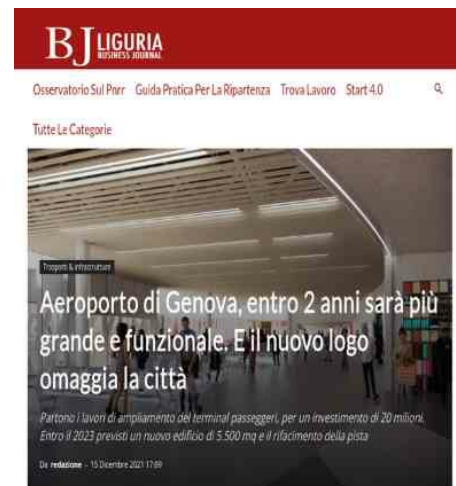 BJ LIGURIA
BUSINESS JOURNAL
Osservatorio Sul Pnrr Guida Pratica Per La Ripartenza Trova Lavoro Start 4.0
Tutte Le Categorie
Trasporti & infrastrutture
Aeroporto di Genova, entro 2 anni sarà più
grande e funzionale. E il nuovo logo
omaggia la città
Partono i lavori di ampliamento del terminal passeggeri, per un investimento di 20 milioni.
Entro il 2023 previsti un nuovo edificio di 5.500 mq e il rifacimento della pista
Da redazione - 15 Dicembre 2021 17:09